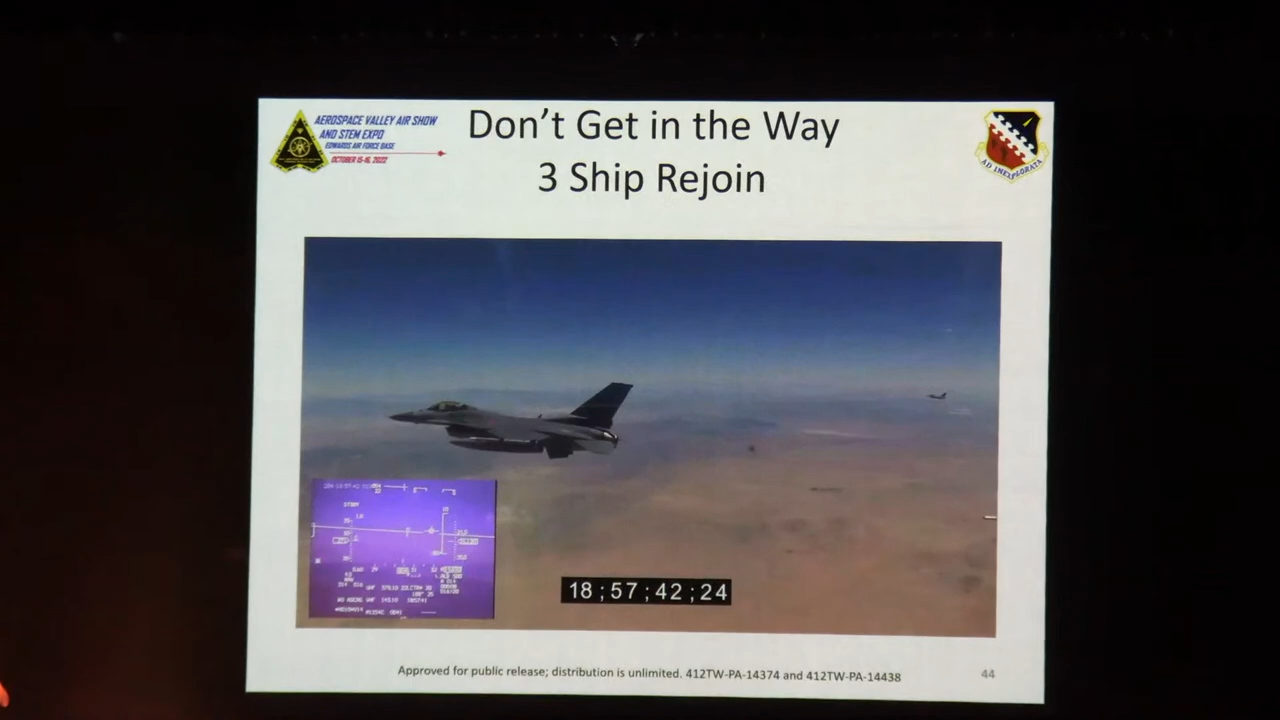 AEROSPACE VALLEY AIR SHOW
AND STEM EXPO
EDWARDS AIR FORCE BASE
OCTOBER 15-16, 2022
Don't Get in the Way
3 Ship Rejoin
AD INEXPLORATA
18;57;42;24
Approved for public release; distribution is unlimited. 412TW-PA-14374 and 412TW-PA-14438
44